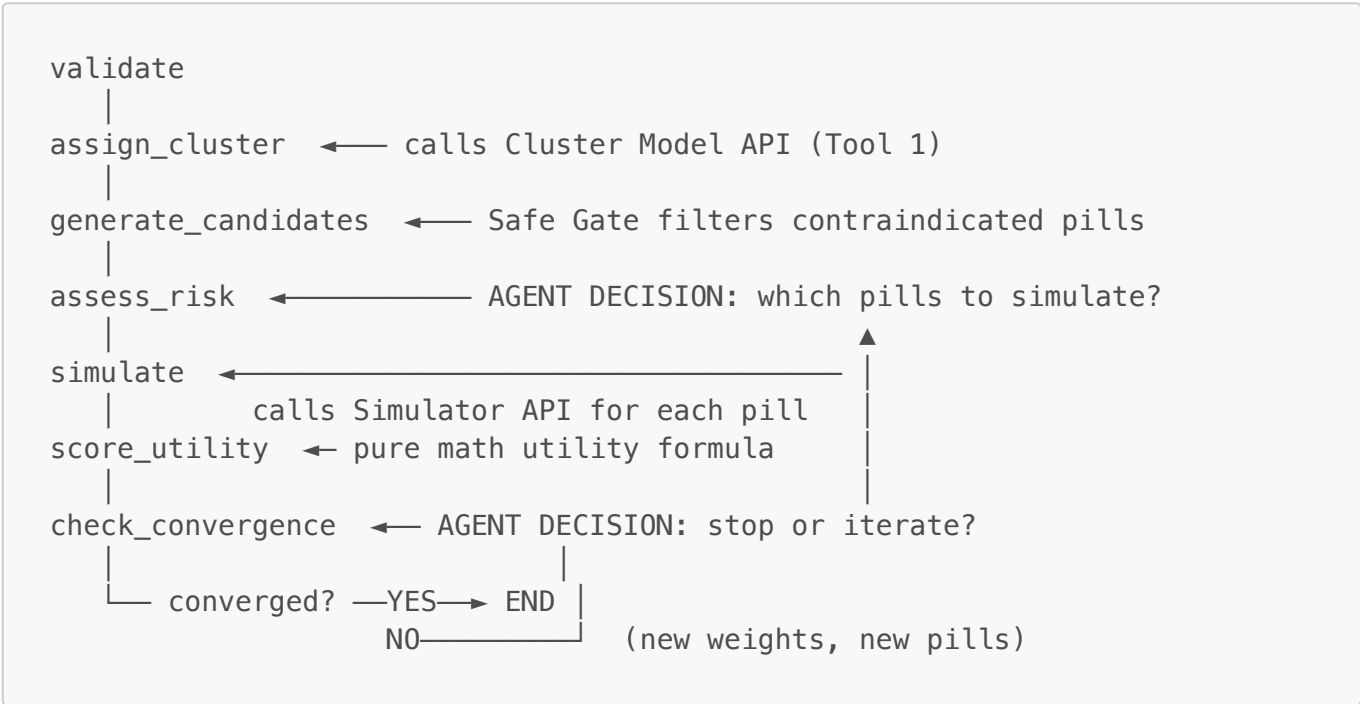 validate
assign_cluster ◄── calls Cluster Model API (Tool 1)
generate_candidates ◄── Safe Gate filters contraindicated pills
assess_risk ◄────────── AGENT DECISION: which pills to simulate?
simulate ◄
calls Simulator API for each pill
score_utility ◄─ pure math utility formula
check_convergence ◄── AGENT DECISION: stop or iterate?
converged? ──YES─► END
NO (new weights, new pills)